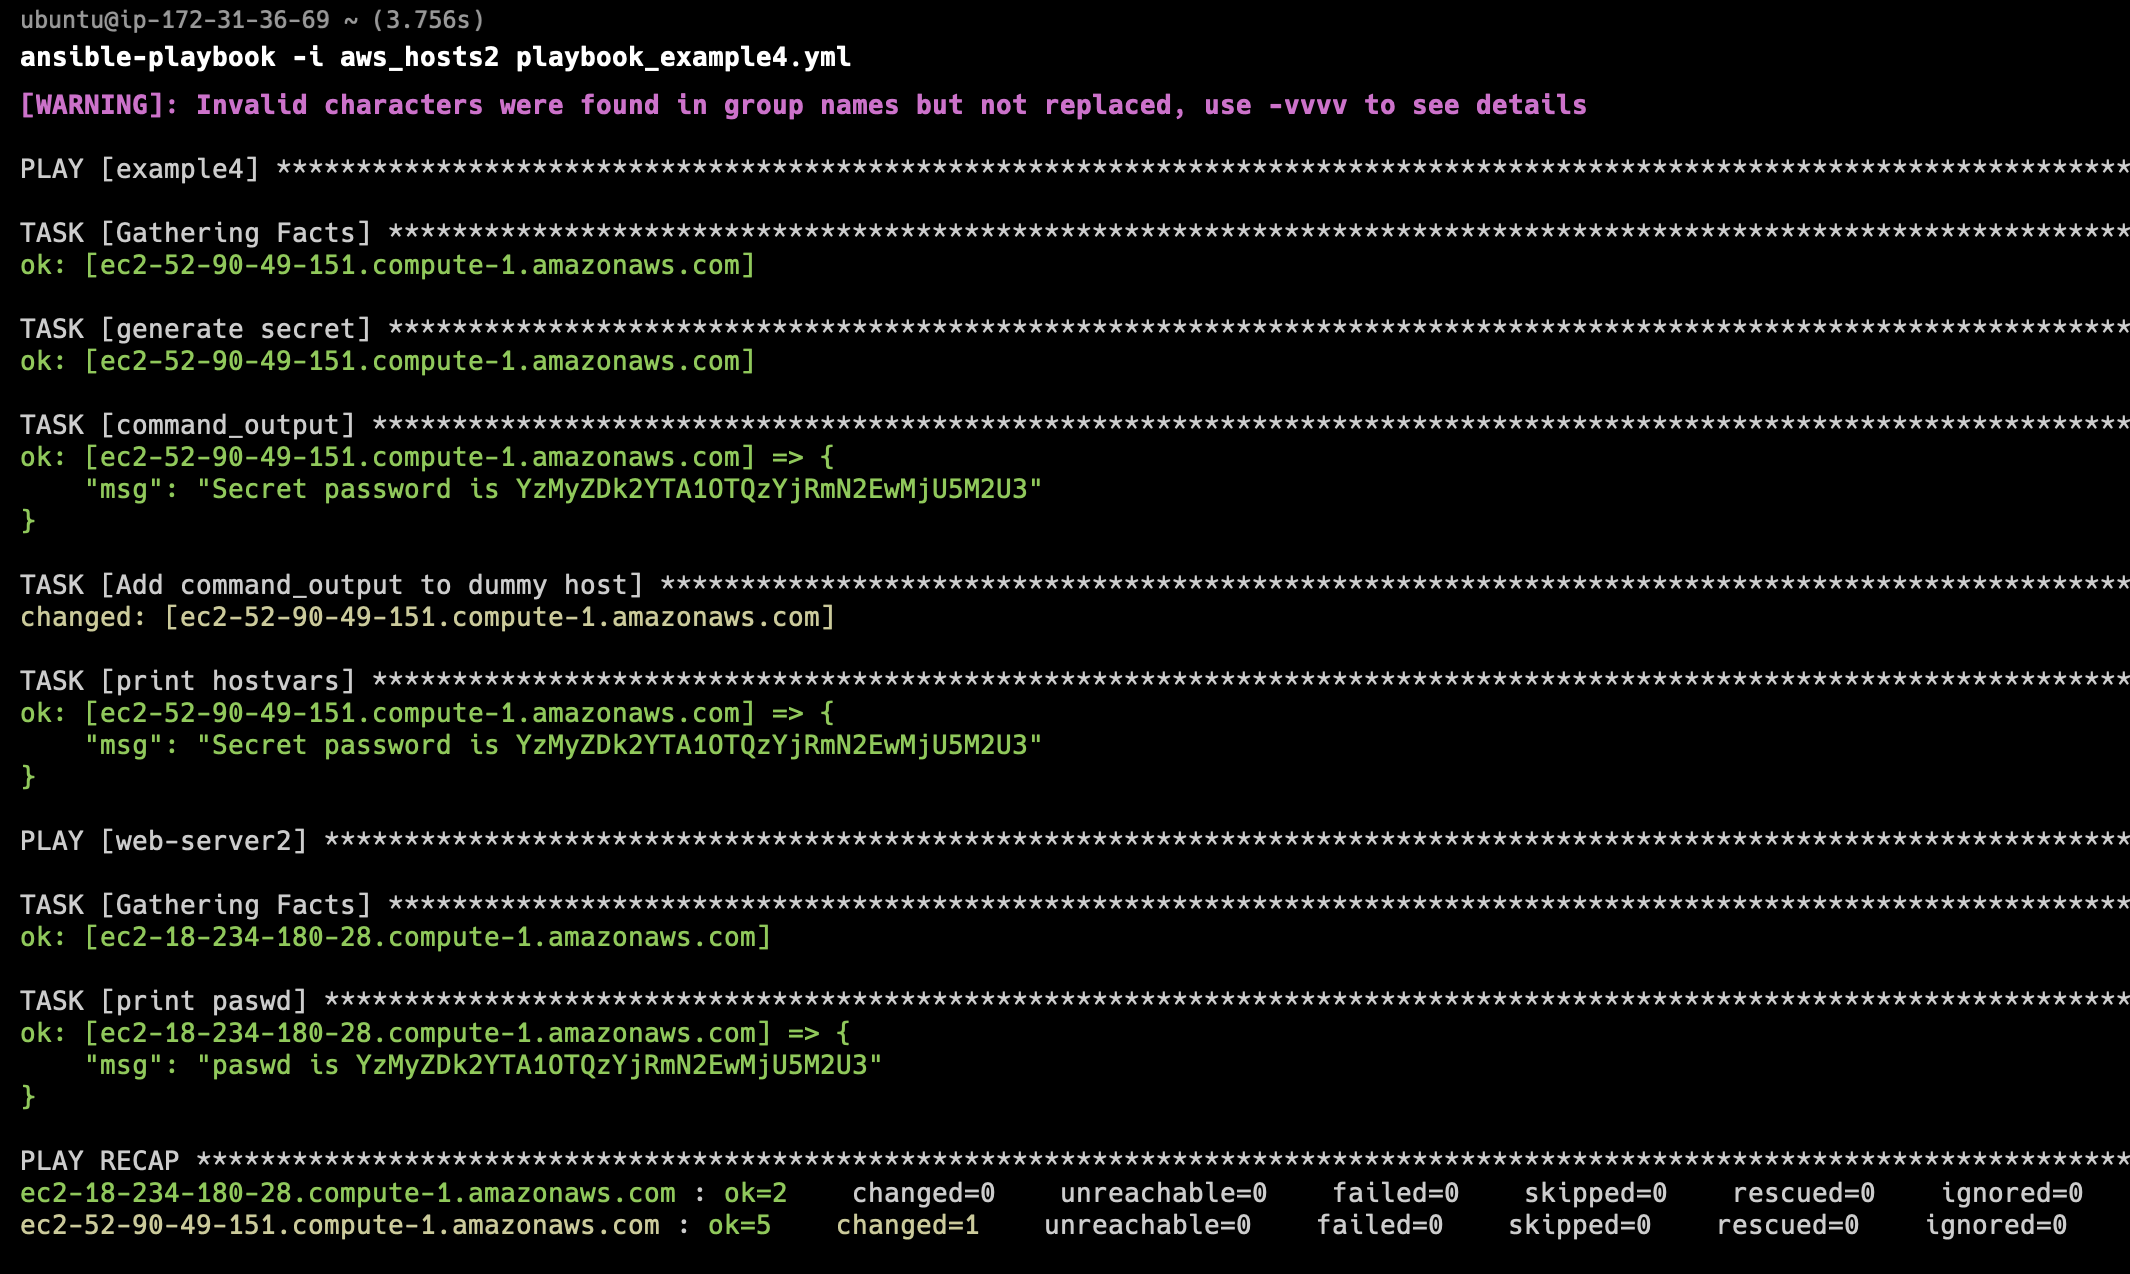 ubuntu@ip-172-31-36-69 ~ (3.756s)
ansible-playbook -i aws_hosts2 playbook_example4.yml
[WARNING]: Invalid characters were found in group names but not replaced, use -vvvv to see details
PLAY [example4] ********************************************************************************************************************
TASK [Gathering Facts] *************************************************************************************************************
ok: [ec2-52-90-49-151.compute-1.amazonaws.com]
TASK [generate secret] *************************************************************************************************************
ok: [ec2-52-90-49-151.compute-1.amazonaws.com]
TASK [command_output] **************************************************************************************************************
ok: [ec2-52-90-49-151.compute-1.amazonaws.com] => {
    "msg": "Secret password is YzMyZDk2YTA1OTQzYjRmN2EwMjU5M2U3"
}
TASK [Add command_output to dummy host] ********************************************************************************************
changed: [ec2-52-90-49-151.compute-1.amazonaws.com]
TASK [print hostvars] **************************************************************************************************************
ok: [ec2-52-90-49-151.compute-1.amazonaws.com] => {
    "msg": "Secret password is YzMyZDk2YTA1OTQzYjRmN2EwMjU5M2U3"
}
PLAY [web-server2] *****************************************************************************************************************
TASK [Gathering Facts] *************************************************************************************************************
ok: [ec2-18-234-180-28.compute-1.amazonaws.com]
TASK [print paswd] *****************************************************************************************************************
ok: [ec2-18-234-180-28.compute-1.amazonaws.com] => {
    "msg": "paswd is YzMyZDk2YTA1OTQzYjRmN2EwMjU5M2U3"
}
PLAY RECAP *************************************************************************************************************************
ec2-18-234-180-28.compute-1.amazonaws.com : ok=2    changed=0    unreachable=0    failed=0    skipped=0    rescued=0    ignored=0
ec2-52-90-49-151.compute-1.amazonaws.com : ok=5    changed=1    unreachable=0    failed=0    skipped=0    rescued=0    ignored=0